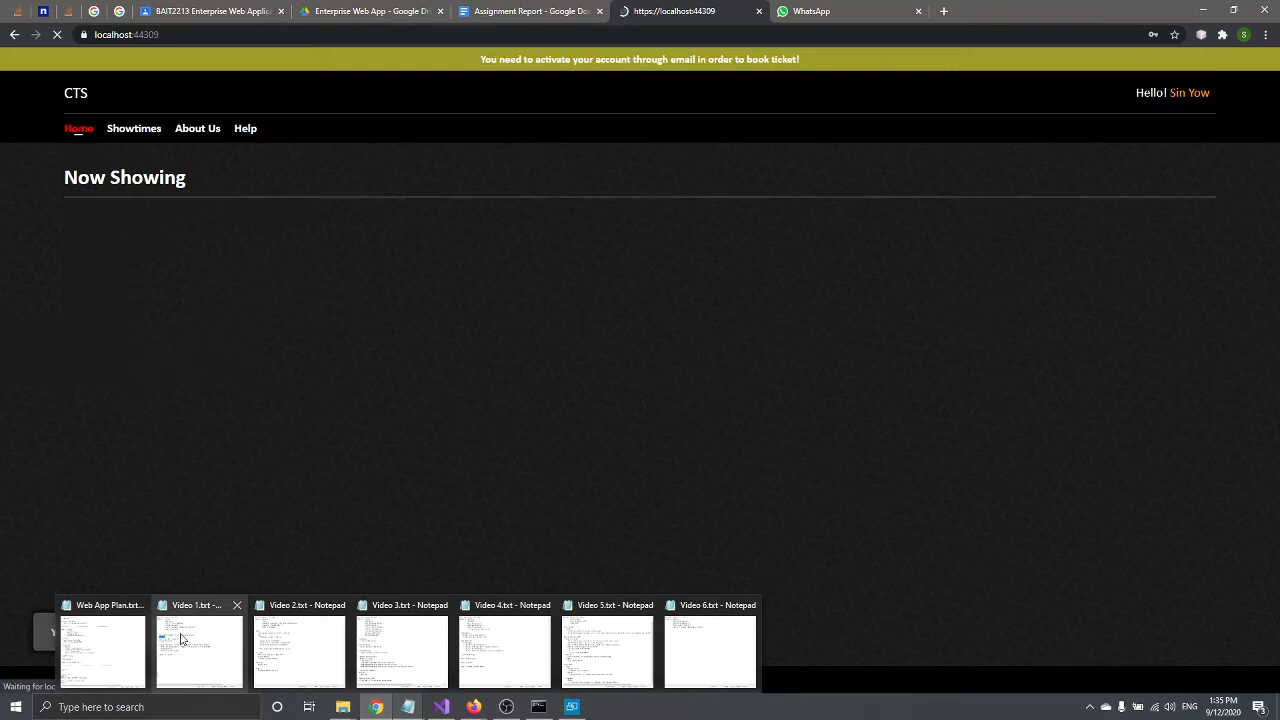 BAIT2213 Enterprise Web Applic
Enterprise Web App - Google Dri
Assignment Report - Google Doc
https://localhost:44309
WhatsApp
localhost:44309
You need to activate your account through email in order to book ticket!
CTS
Hello! Sin Yow
Home Showtimes About Us Help
Now Showing
Web App Plan.txt...
Video 1.txt -...
Video 2.txt - Notepad
Video 3.txt - Notepad
Video 4.txt - Notepad
Video 5.txt - Notepad
Video 6.txt - Notepad
Waiting for loc
Type here to search
ENG
1:35 PM
9/12/2020